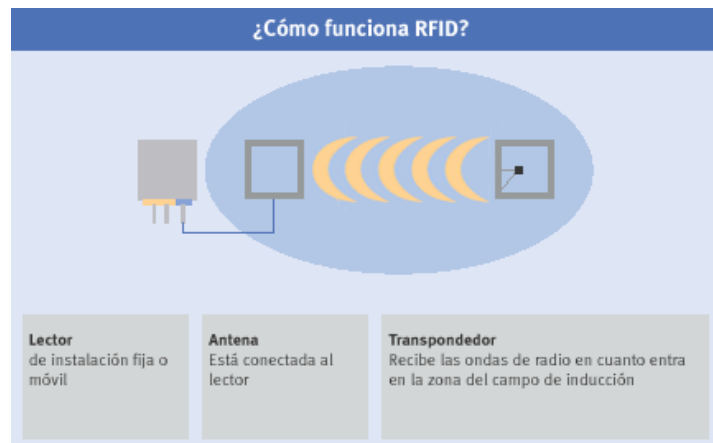 ¿Cómo funciona RFID?
Lector
de instalación fija o
móvil
Antena
Está conectada al
lector
Transpondedor
Recibe las ondas de radio en cuanto entra
en la zona del campo de inducción